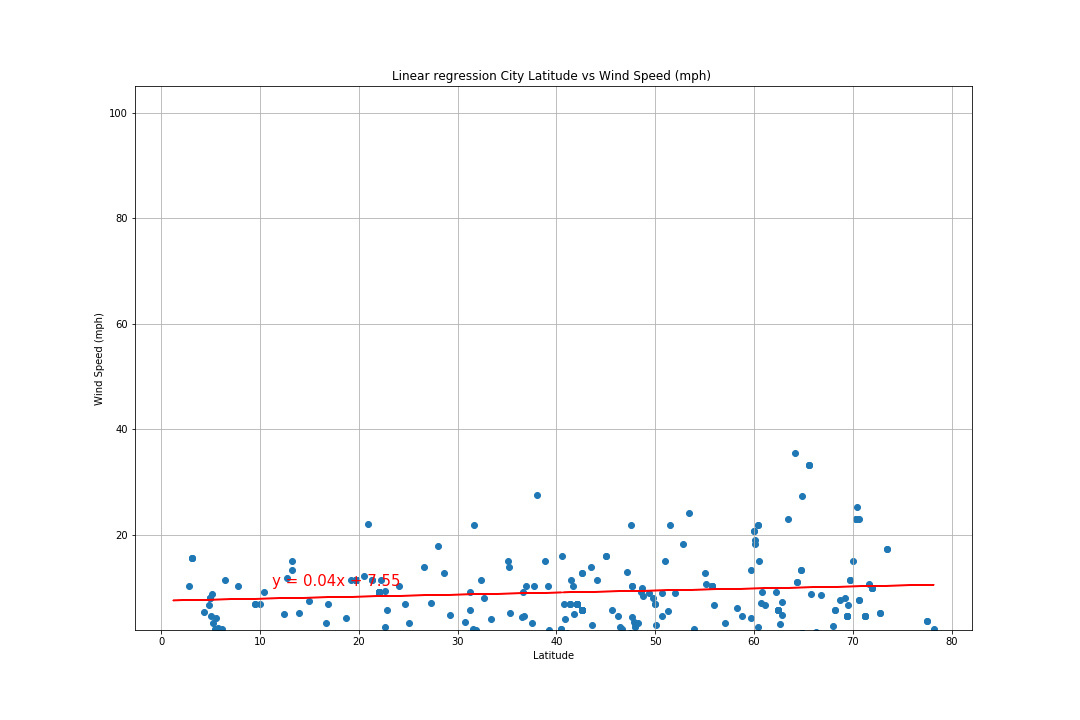 Linear regression City Latitude vs Wind Speed (mph)
100
80
60
40
20
Wind Speed (mph)
y = 0.04x + 7.55
0 10 20 30 40 50 60 70 80
Latitude